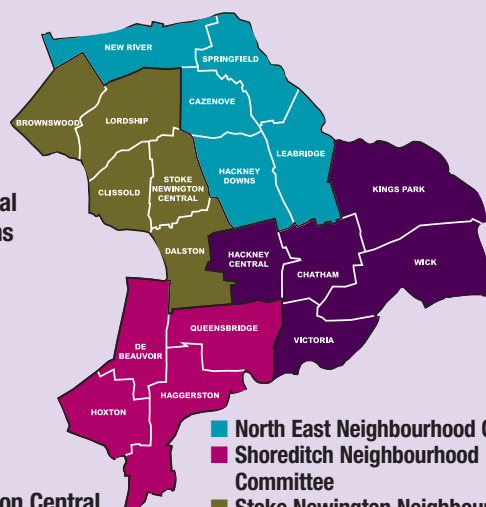 NEW RIVER
SPRINGFIELD
CAZENOVE
BROWNSWOOD
LORDSHIP
LEABRIDGE
STOKE
NEWINGTON
CENTRAL
HACKNEY
DOWNS
CLISSOLD
KINGS PARK
DALSTON
HACKNEY
CENTRAL
CHATHAM
WICK
QUEENSBRIDGE
VICTORIA
DE
BEAUVOIR
HAGGERSTON
HOXTON
North East Neighbourhood
Shoreditch Neighbourhood
Committee
Central